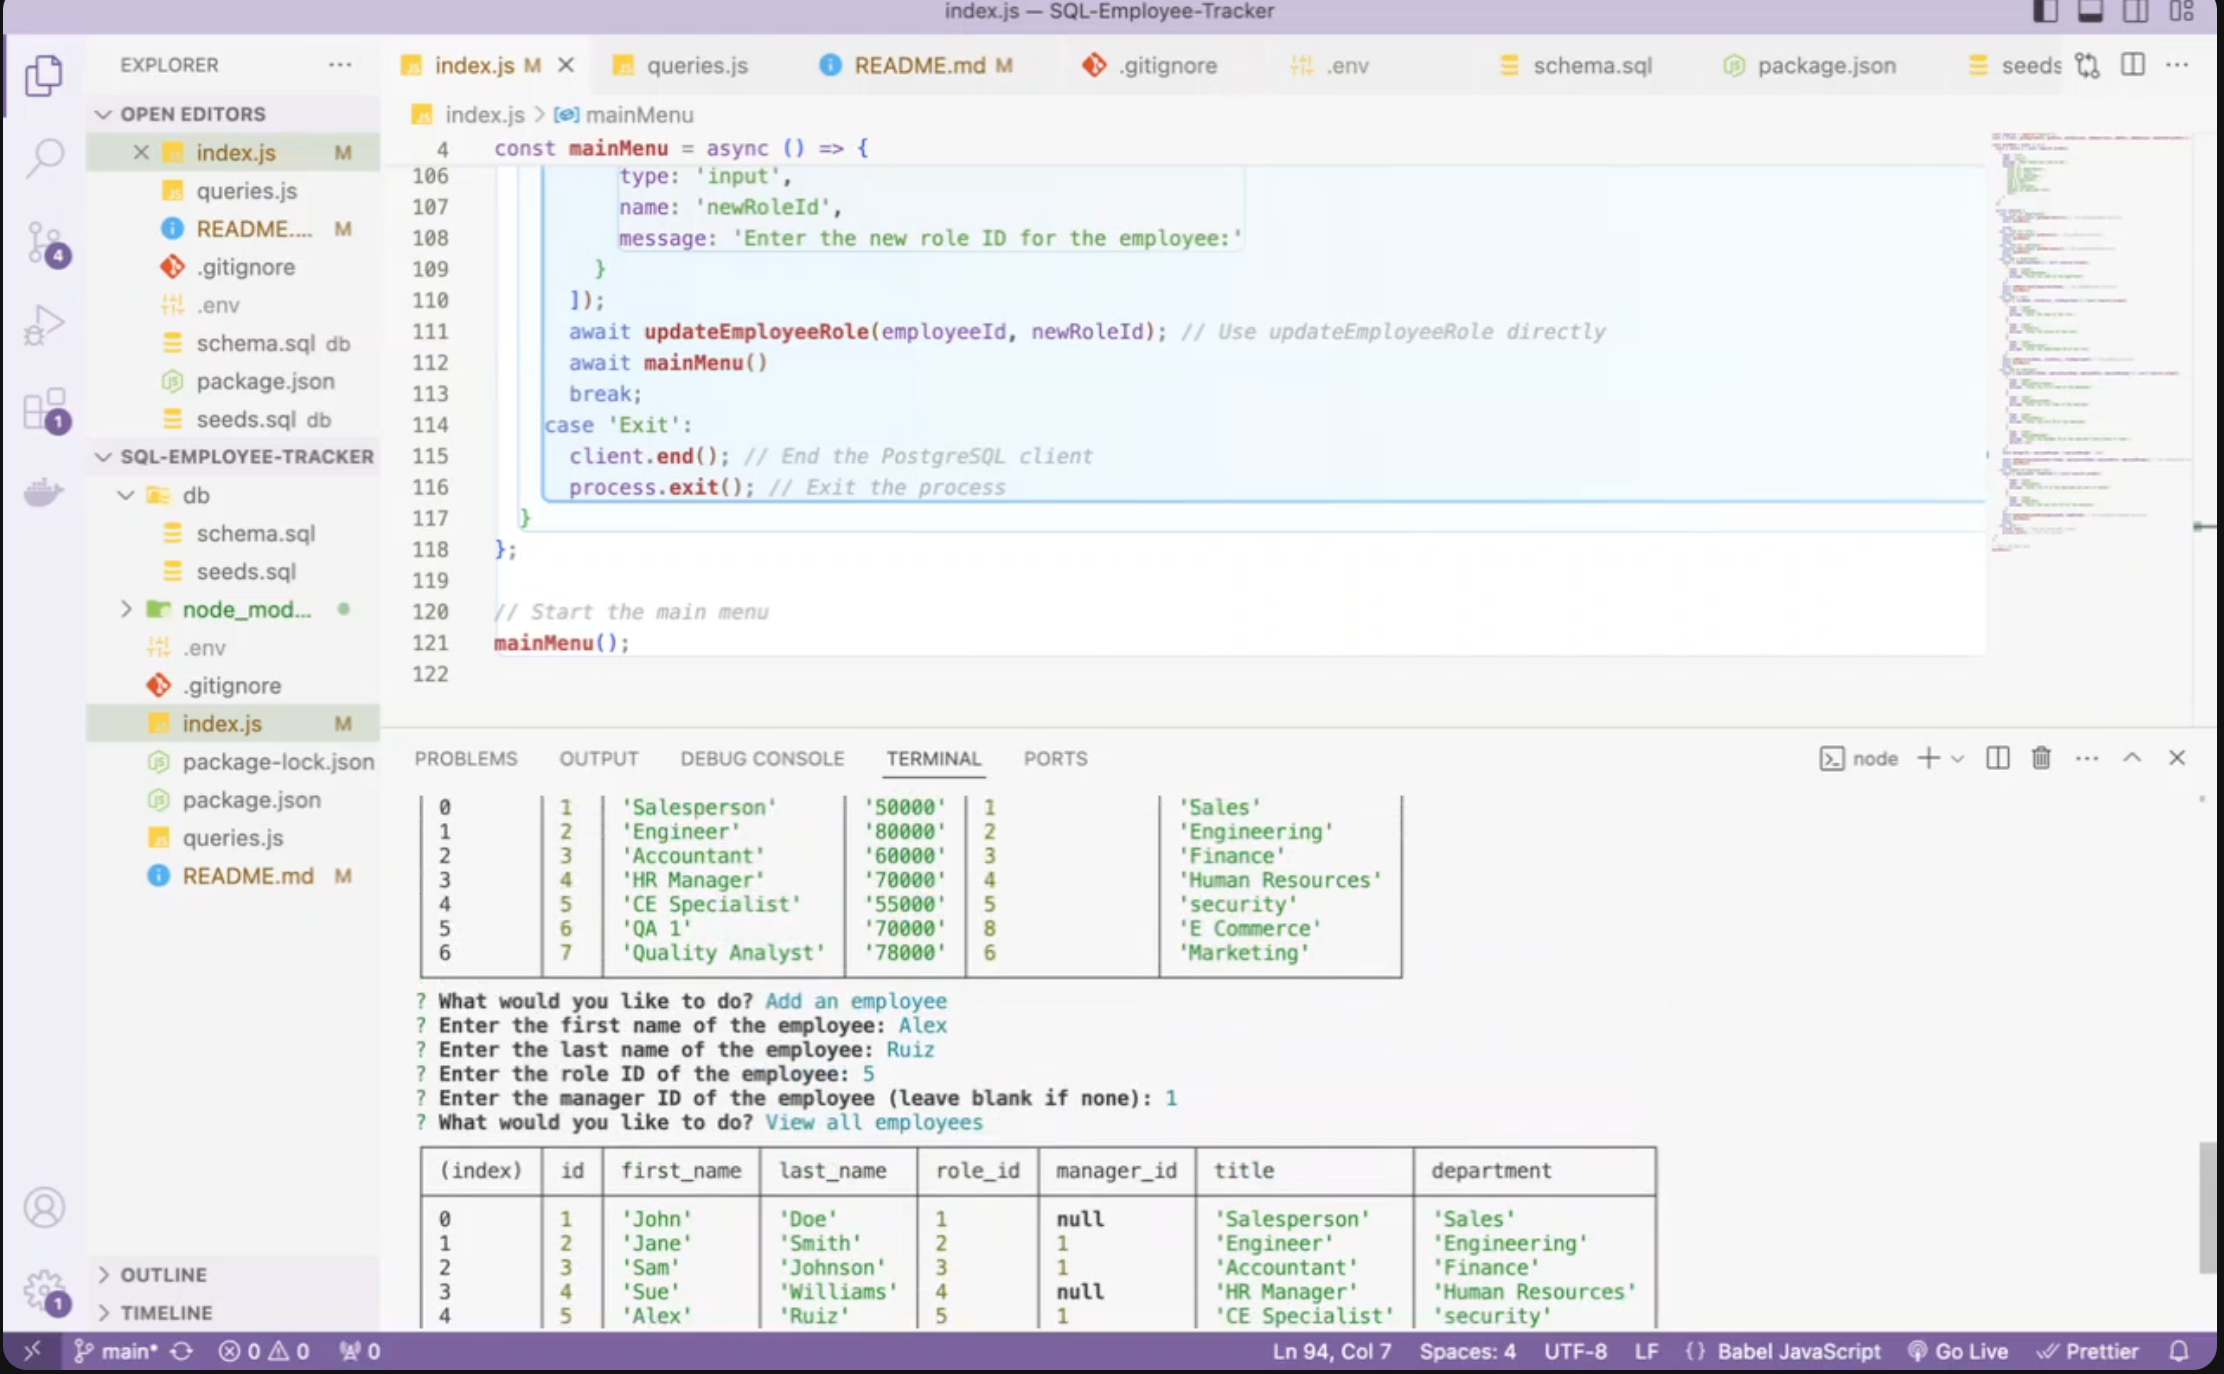 index.js — SQL-Employee-Tracker
EXPLORER
OPEN EDITORS
index.js M
queries.js
README.... M
.gitignore
.env
schema.sql db
package.json
seeds.sql db
SQL-EMPLOYEE-TRACKER
db
schema.sql
seeds.sql
node_mod...
.env
.gitignore
index.js M
package-lock.json
package.json
queries.js
README.md M
OUTLINE
TIMELINE
4
1
1
index.js M queries.js README.md M .gitignore .env schema.sql package.json seeds
index.js > mainMenu
4 const mainMenu = async () => {
106 type: 'input',
107 name: 'newRoleId',
108 message: 'Enter the new role ID for the employee:'
109 }
110 ]);
111 await updateEmployeeRole(employeeId, newRoleId); // Use updateEmployeeRole directly
112 await mainMenu()
113 break;
114 case 'Exit':
115 client.end(); // End the PostgreSQL client
116 process.exit(); // Exit the process
117 }
118 };
119
120 // Start the main menu
121 mainMenu();
122
PROBLEMS OUTPUT DEBUG CONSOLE TERMINAL PORTS node
0 1 'Salesperson' '50000' 1 'Sales'
1 2 'Engineer' '80000' 2 'Engineering'
2 3 'Accountant' '60000' 3 'Finance'
3 4 'HR Manager' '70000' 4 'Human Resources'
4 5 'CE Specialist' '55000' 5 'security'
5 6 'QA 1' '70000' 8 'E Commerce'
6 7 'Quality Analyst' '78000' 6 'Marketing'
? What would you like to do? Add an employee
? Enter the first name of the employee: Alex
? Enter the last name of the employee: Ruiz
? Enter the role ID of the employee: 5
? Enter the manager ID of the employee (leave blank if none): 1
? What would you like to do? View all employees
(index) id first_name last_name role_id manager_id title department
0 1 'John' 'Doe' 1 null 'Salesperson' 'Sales'
1 2 'Jane' 'Smith' 2 1 'Engineer' 'Engineering'
2 3 'Sam' 'Johnson' 3 1 'Accountant' 'Finance'
3 4 'Sue' 'Williams' 4 null 'HR Manager' 'Human Resources'
4 5 'Alex' 'Ruiz' 5 1 'CE Specialist' 'security'
main* 0 0 0 Ln 94, Col 7 Spaces: 4 UTF-8 LF {} Babel JavaScript Go Live Prettier